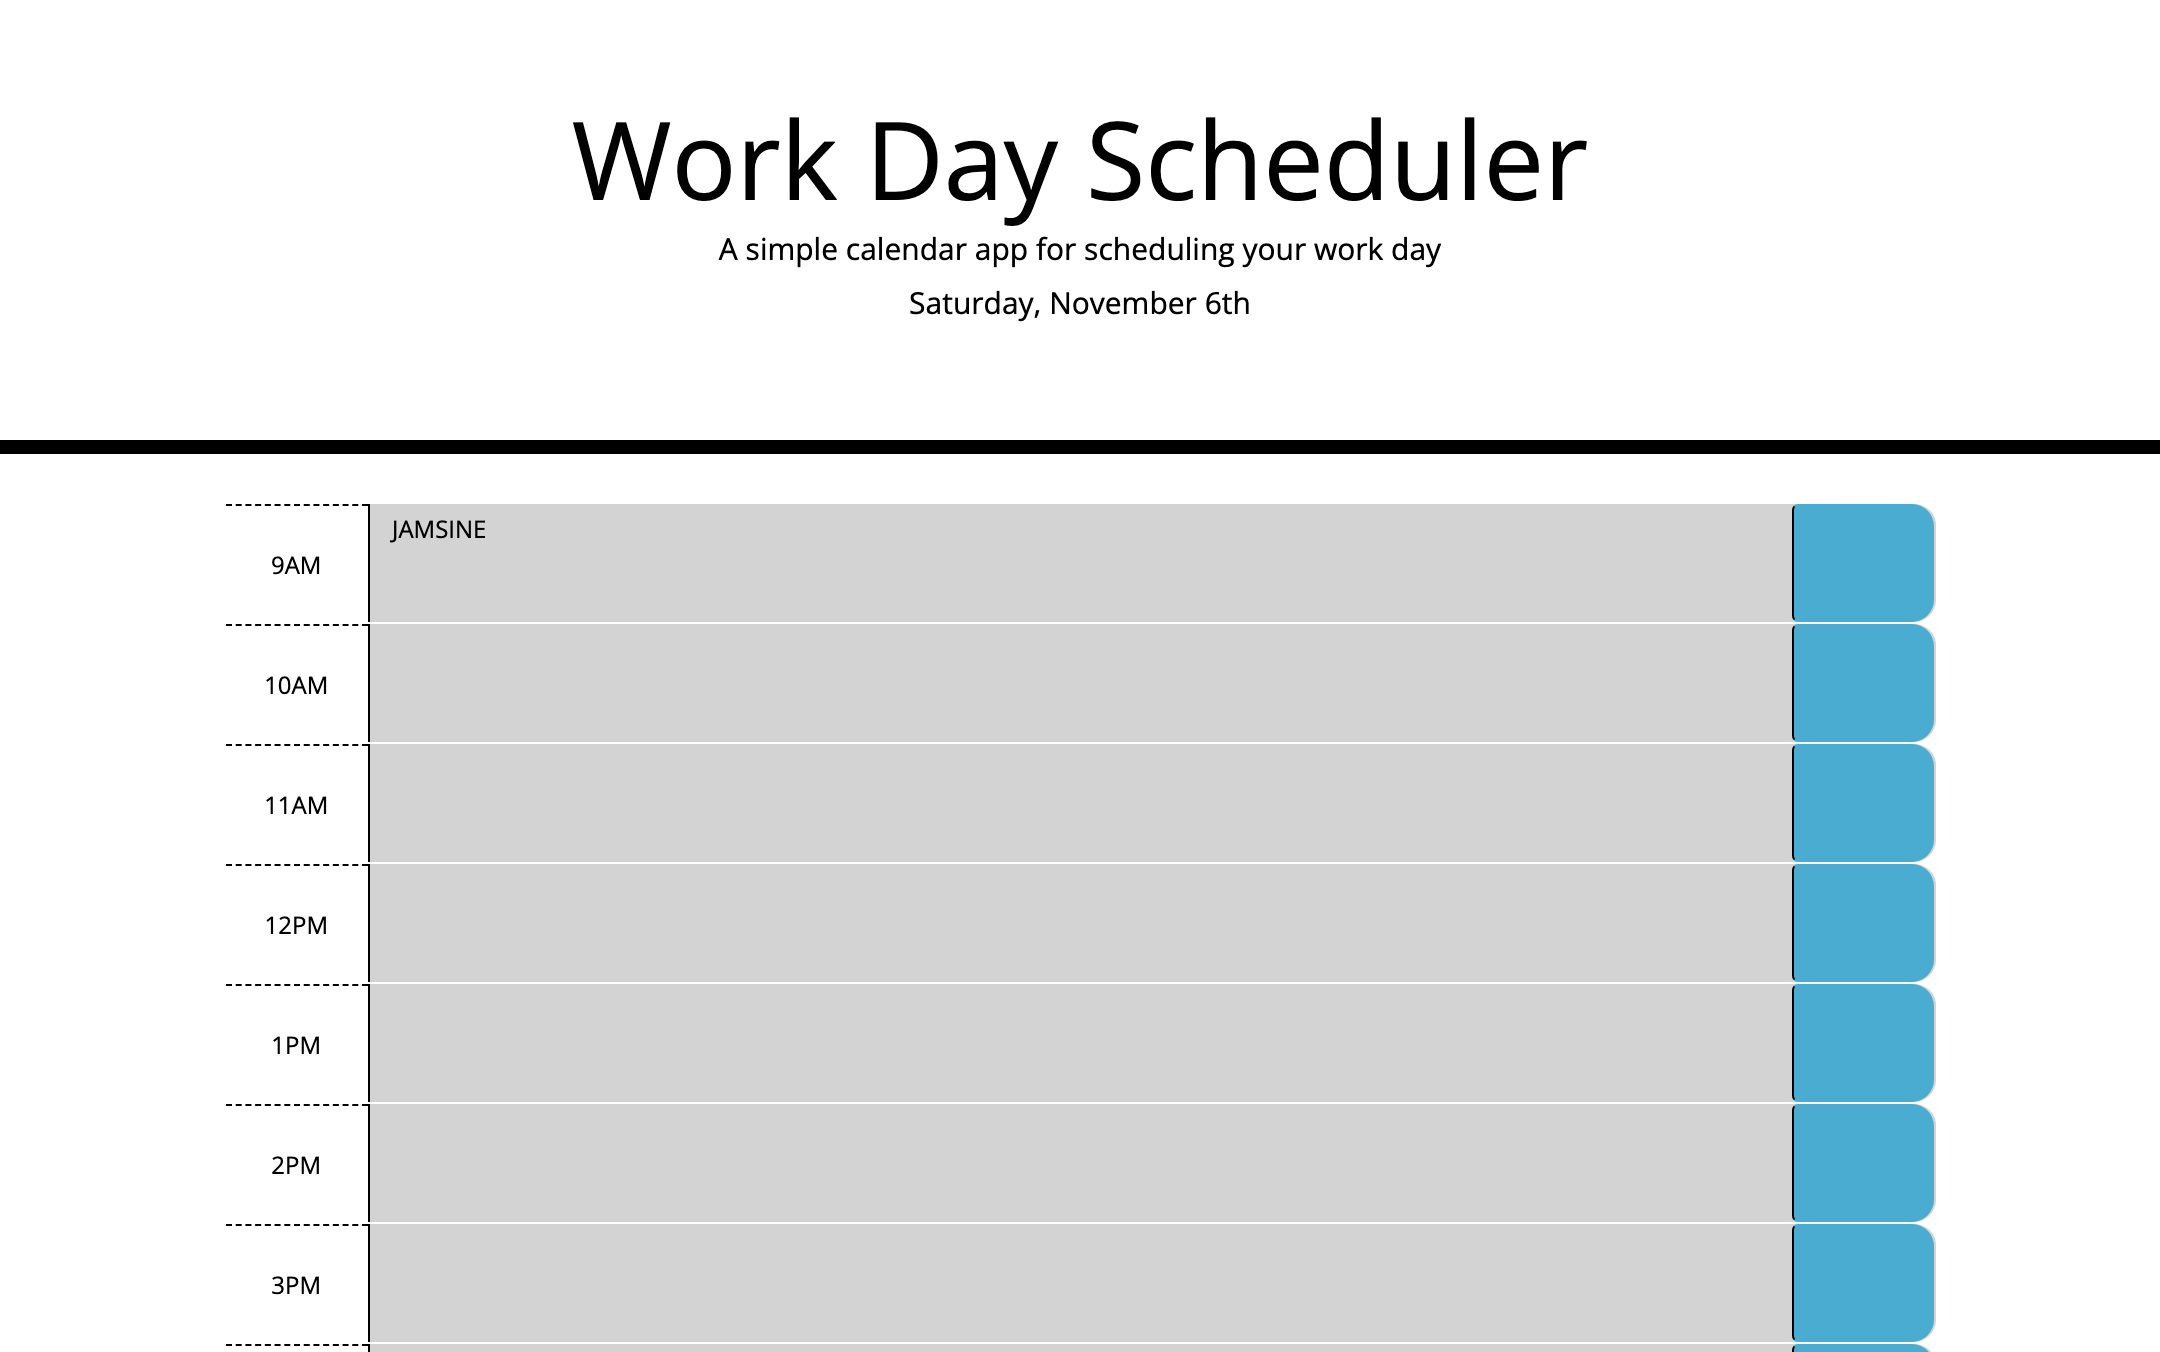 Work Day Scheduler
A simple calendar app for scheduling your work day
Saturday, November 6th
9AM
JAMSINE
10AM
11AM
12PM
1PM
2PM
3PM